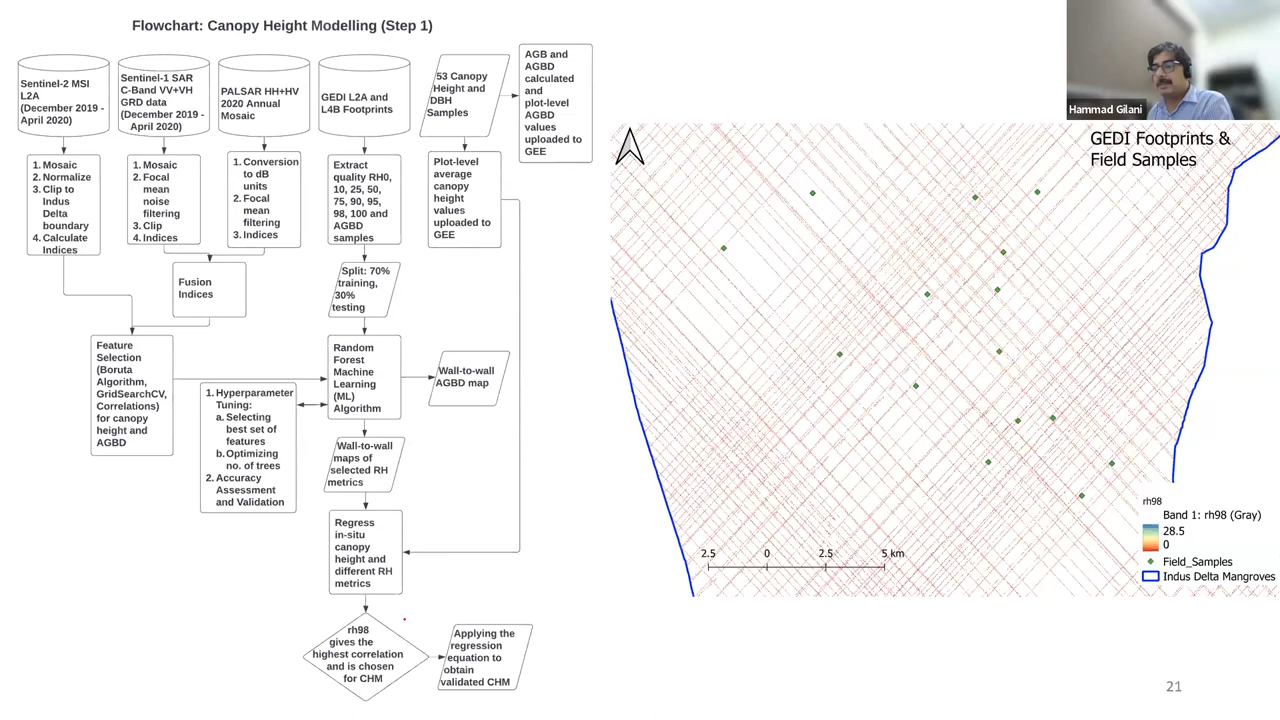 Flowchart: Canopy Height Modelling (Step 1)
Sentinel-2 MSI
L2A
(December 2019 -
April 2020)
Sentinel-1 SAR
C-Band VV+VH
GRD data
(December 2019 -
April 2020)
PALSAR HH+HV
2020 Annual
Mosaic
GEDI L2A and
L4B Footprints
53 Canopy
Height and
DBH
Samples
AGB and
AGBD
calculated
and
plot-level
AGBD
values
uploaded to
GEE
1. Mosaic
2. Normalize
3. Clip to
Indus
Delta
boundary
4. Calculate
Indices
1. Mosaic
2. Focal
mean
noise
filtering
3. Clip
4. Indices
1. Conversion
to dB
units
2. Focal
mean
filtering
3. Indices
Extract
quality RH0,
10, 25, 50,
75, 90, 95,
98, 100 and
AGBD
samples
Plot-level
average
canopy
height
values
uploaded to
GEE
Fusion
Indices
Split: 70%
training,
30%
testing
Feature
Selection
(Boruta
Algorithm,
GridSearchCV,
Correlations)
for canopy
height and
AGBD
1. Hyperparameter
Tuning:
a. Selecting
best set of
features
b. Optimizing
no. of trees
2. Accuracy
Assessment
and Validation
Random
Forest
Machine
Learning
(ML)
Algorithm
Wall-to-wall
AGBD map
Wall-to-wall
maps of
selected RH
metrics
Regress
in-situ
canopy
height and
different RH
metrics
rh98
gives the
highest correlation
and is chosen
for CHM
Applying the
regression
equation to
obtain
validated CHM
Hammad Gilani
GEDI Footprints &
Field Samples
2.5 0 2.5 5 km
rh98
Band 1: rh98 (Gray)
28.5
0
Field_Samples
Indus Delta Mangroves
21